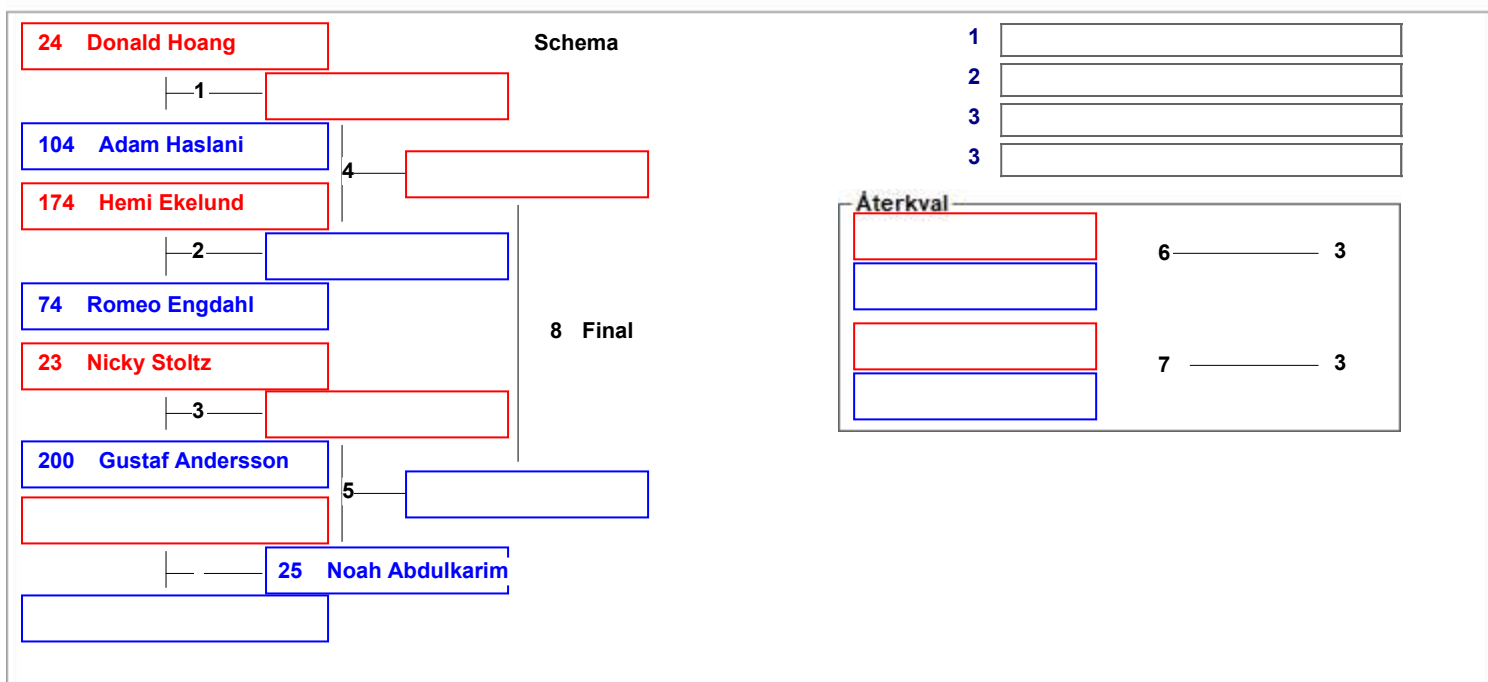 24 Donald Hoang
Schema
1
104 Adam Haslani
4
174 Hemi Ekelund
2
74 Romeo Engdahl
8 Final
23 Nicky Stoltz
3
200 Gustaf Andersson
5
25 Noah Abdulkarim
1
2
3
3
Återkval
6 3
7 3